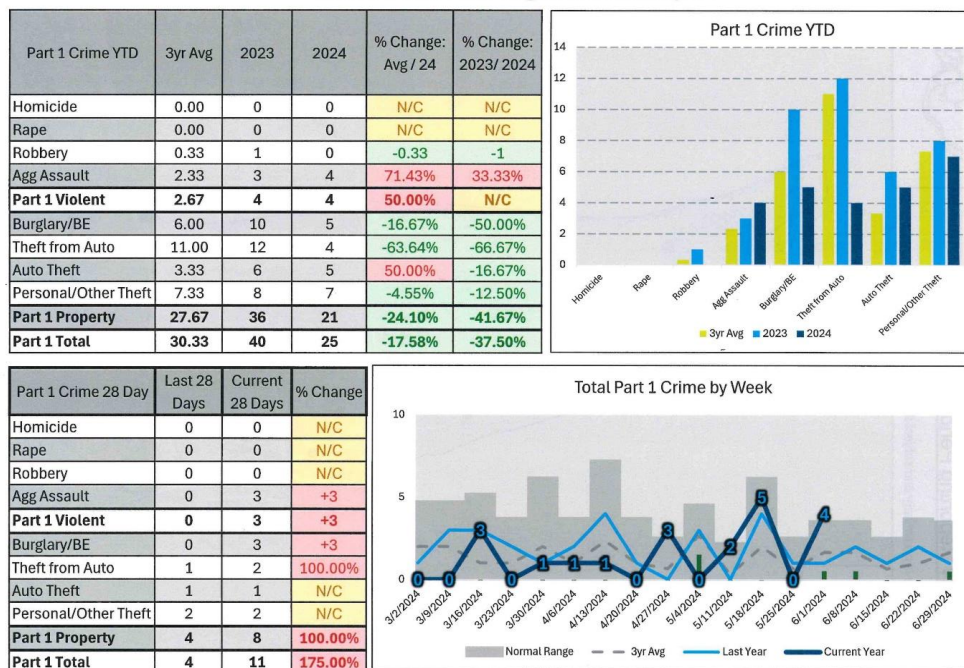 Part 1 Crime YTD 3yr Avg 2023 2024 % Change: Avg / 24 % Change: 2023/ 2024
Homicide 0.00 0 0 N/C N/C
Rape 0.00 0 0 N/C N/C
Robbery 0.33 1 0 -0.33 -1
Agg Assault 2.33 3 4 71.43% 33.33%
Part 1 Violent 2.67 4 4 50.00% N/C
Burglary/BE 6.00 10 5 -16.67% -50.00%
Theft from Auto 11.00 12 4 -63.64% -66.67%
Auto Theft 3.33 6 5 50.00% -16.67%
Personal/Other Theft 7.33 8 7 -4.55% -12.50%
Part 1 Property 27.67 36 21 -24.10% -41.67%
Part 1 Total 30.33 40 25 -17.58% -37.50%
Part 1 Crime YTD
14
12
10
8
6
4
2
0
Homicide Rape Robbery Agg Assault Burglary/BE Theft from Auto Auto Theft Personal/Other Theft
3yr Avg 2023 2024
Part 1 Crime 28 Day Last 28 Days Current 28 Days % Change
Homicide 0 0 N/C
Rape 0 0 N/C
Robbery 0 0 N/C
Agg Assault 0 3 +3
Part 1 Violent 0 3 +3
Burglary/BE 0 3 +3
Theft from Auto 1 2 100.00%
Auto Theft 1 1 N/C
Personal/Other Theft 2 2 N/C
Part 1 Property 4 8 100.00%
Part 1 Total 4 11 175.00%
Total Part 1 Crime by Week
10
5
0
0 0 3 0 1 1 1 0 3 0 2 5 0 4
3/2/2024 3/9/2024 3/16/2024 3/23/2024 3/30/2024 4/6/2024 4/13/2024 4/20/2024 4/27/2024 5/4/2024 5/11/2024 5/18/2024 5/25/2024 6/1/2024 6/8/2024 6/15/2024 6/22/2024 6/29/2024
Normal Range 3yr Avg Last Year Current Year